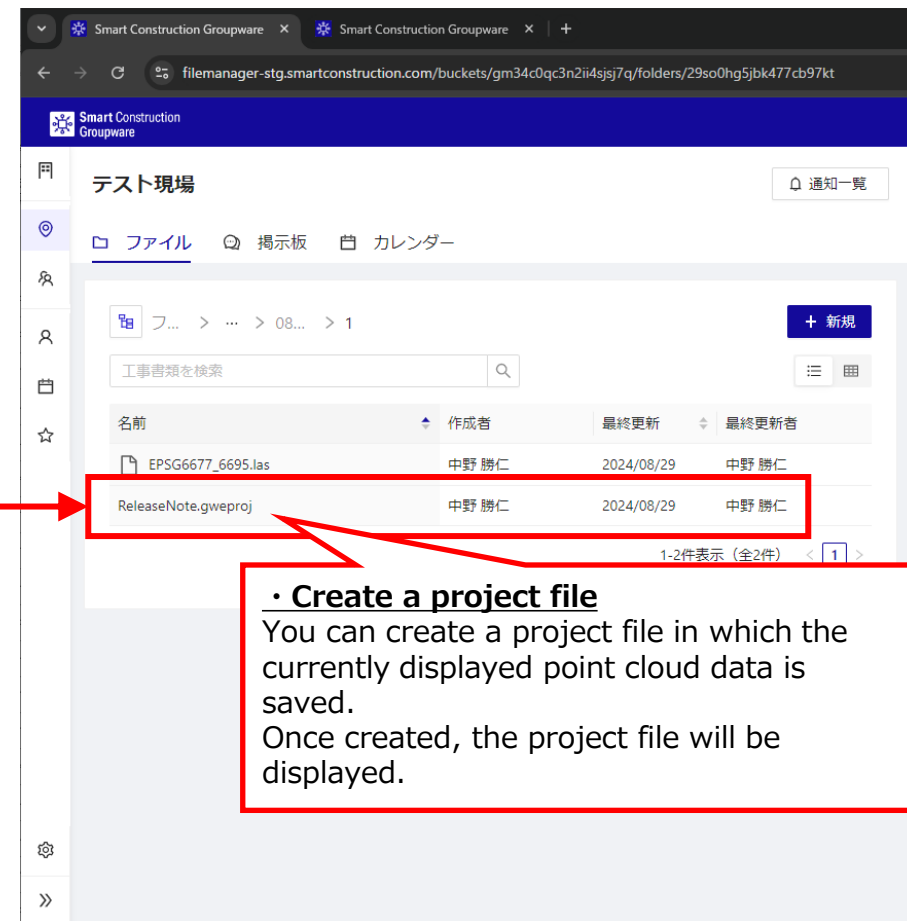 Smart Construction Groupware
Smart Construction Groupware
filemanager-stg.smartconstruction.com/buckets/gm34c0qc3n2ii4sjsj7q/folders/29so0hg5jbk477cb97kt
Smart Construction
Groupware
テスト現場
通知一覧
ファイル 掲示板 カレンダー
フ... > ··· > 08... > 1
+ 新規
工事書類を検索
名前 作成者 最終更新 最終更新者
EPSG6677_6695.las 中野 勝仁 2024/08/29 中野 勝仁
ReleaseNote.gweproj 中野 勝仁 2024/08/29 中野 勝仁
1-2件表示（全2件） < 1 >
・Create a project file
You can create a project file in which the
currently displayed point cloud data is
saved.
Once created, the project file will be
displayed.